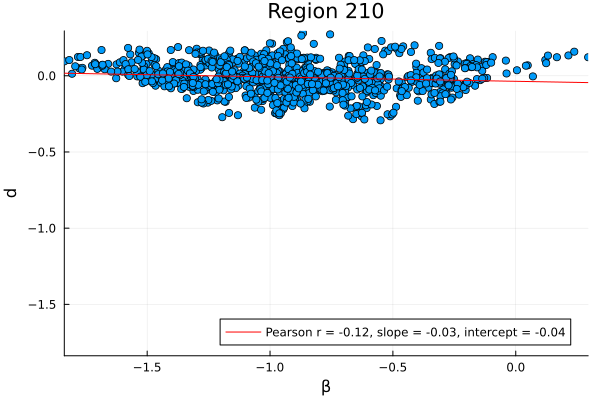 Region 210
0.0
−0.5
−1.0
−1.5
d
Pearson r = -0.12, slope = -0.03, intercept = -0.04
−1.5 −1.0 −0.5 0.0
β